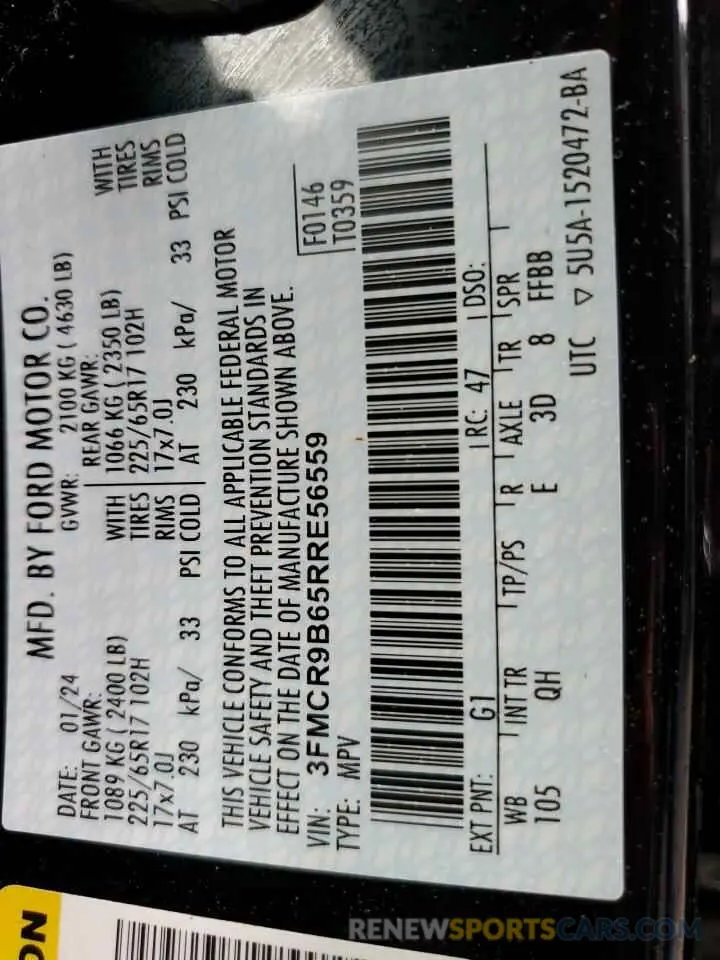 MFD. BY FORD MOTOR CO.
DATE: 01/24 GVWR: 2100 KG ( 4630 LB)
FRONT GAWR: REAR GAWR:
1089 KG ( 2400 LB) WITH 1066 KG ( 2350 LB) WITH
225/65R17 102H TIRES 225/65R17 102H TIRES
17x7.0J RIMS 17x7.0J RIMS
AT 230 kPa/ 33 PSI COLD AT 230 kPa/ 33 PSI COLD
THIS VEHICLE CONFORMS TO ALL APPLICABLE FEDERAL MOTOR
VEHICLE SAFETY AND THEFT PREVENTION STANDARDS IN
EFFECT ON THE DATE OF MANUFACTURE SHOWN ABOVE.
VIN: 3FMCR9B65RRE56559 F0146
TYPE: MPV T0359
EXT PNT: G1 RC: 47 DSO:
WB INT TR TP/PS R AXLE TR SPR
105 QH E 3D 8 FFBB
UTC ▽ 5U5A-1520472-BA
ON
RENEWSPORTSCARS.COM